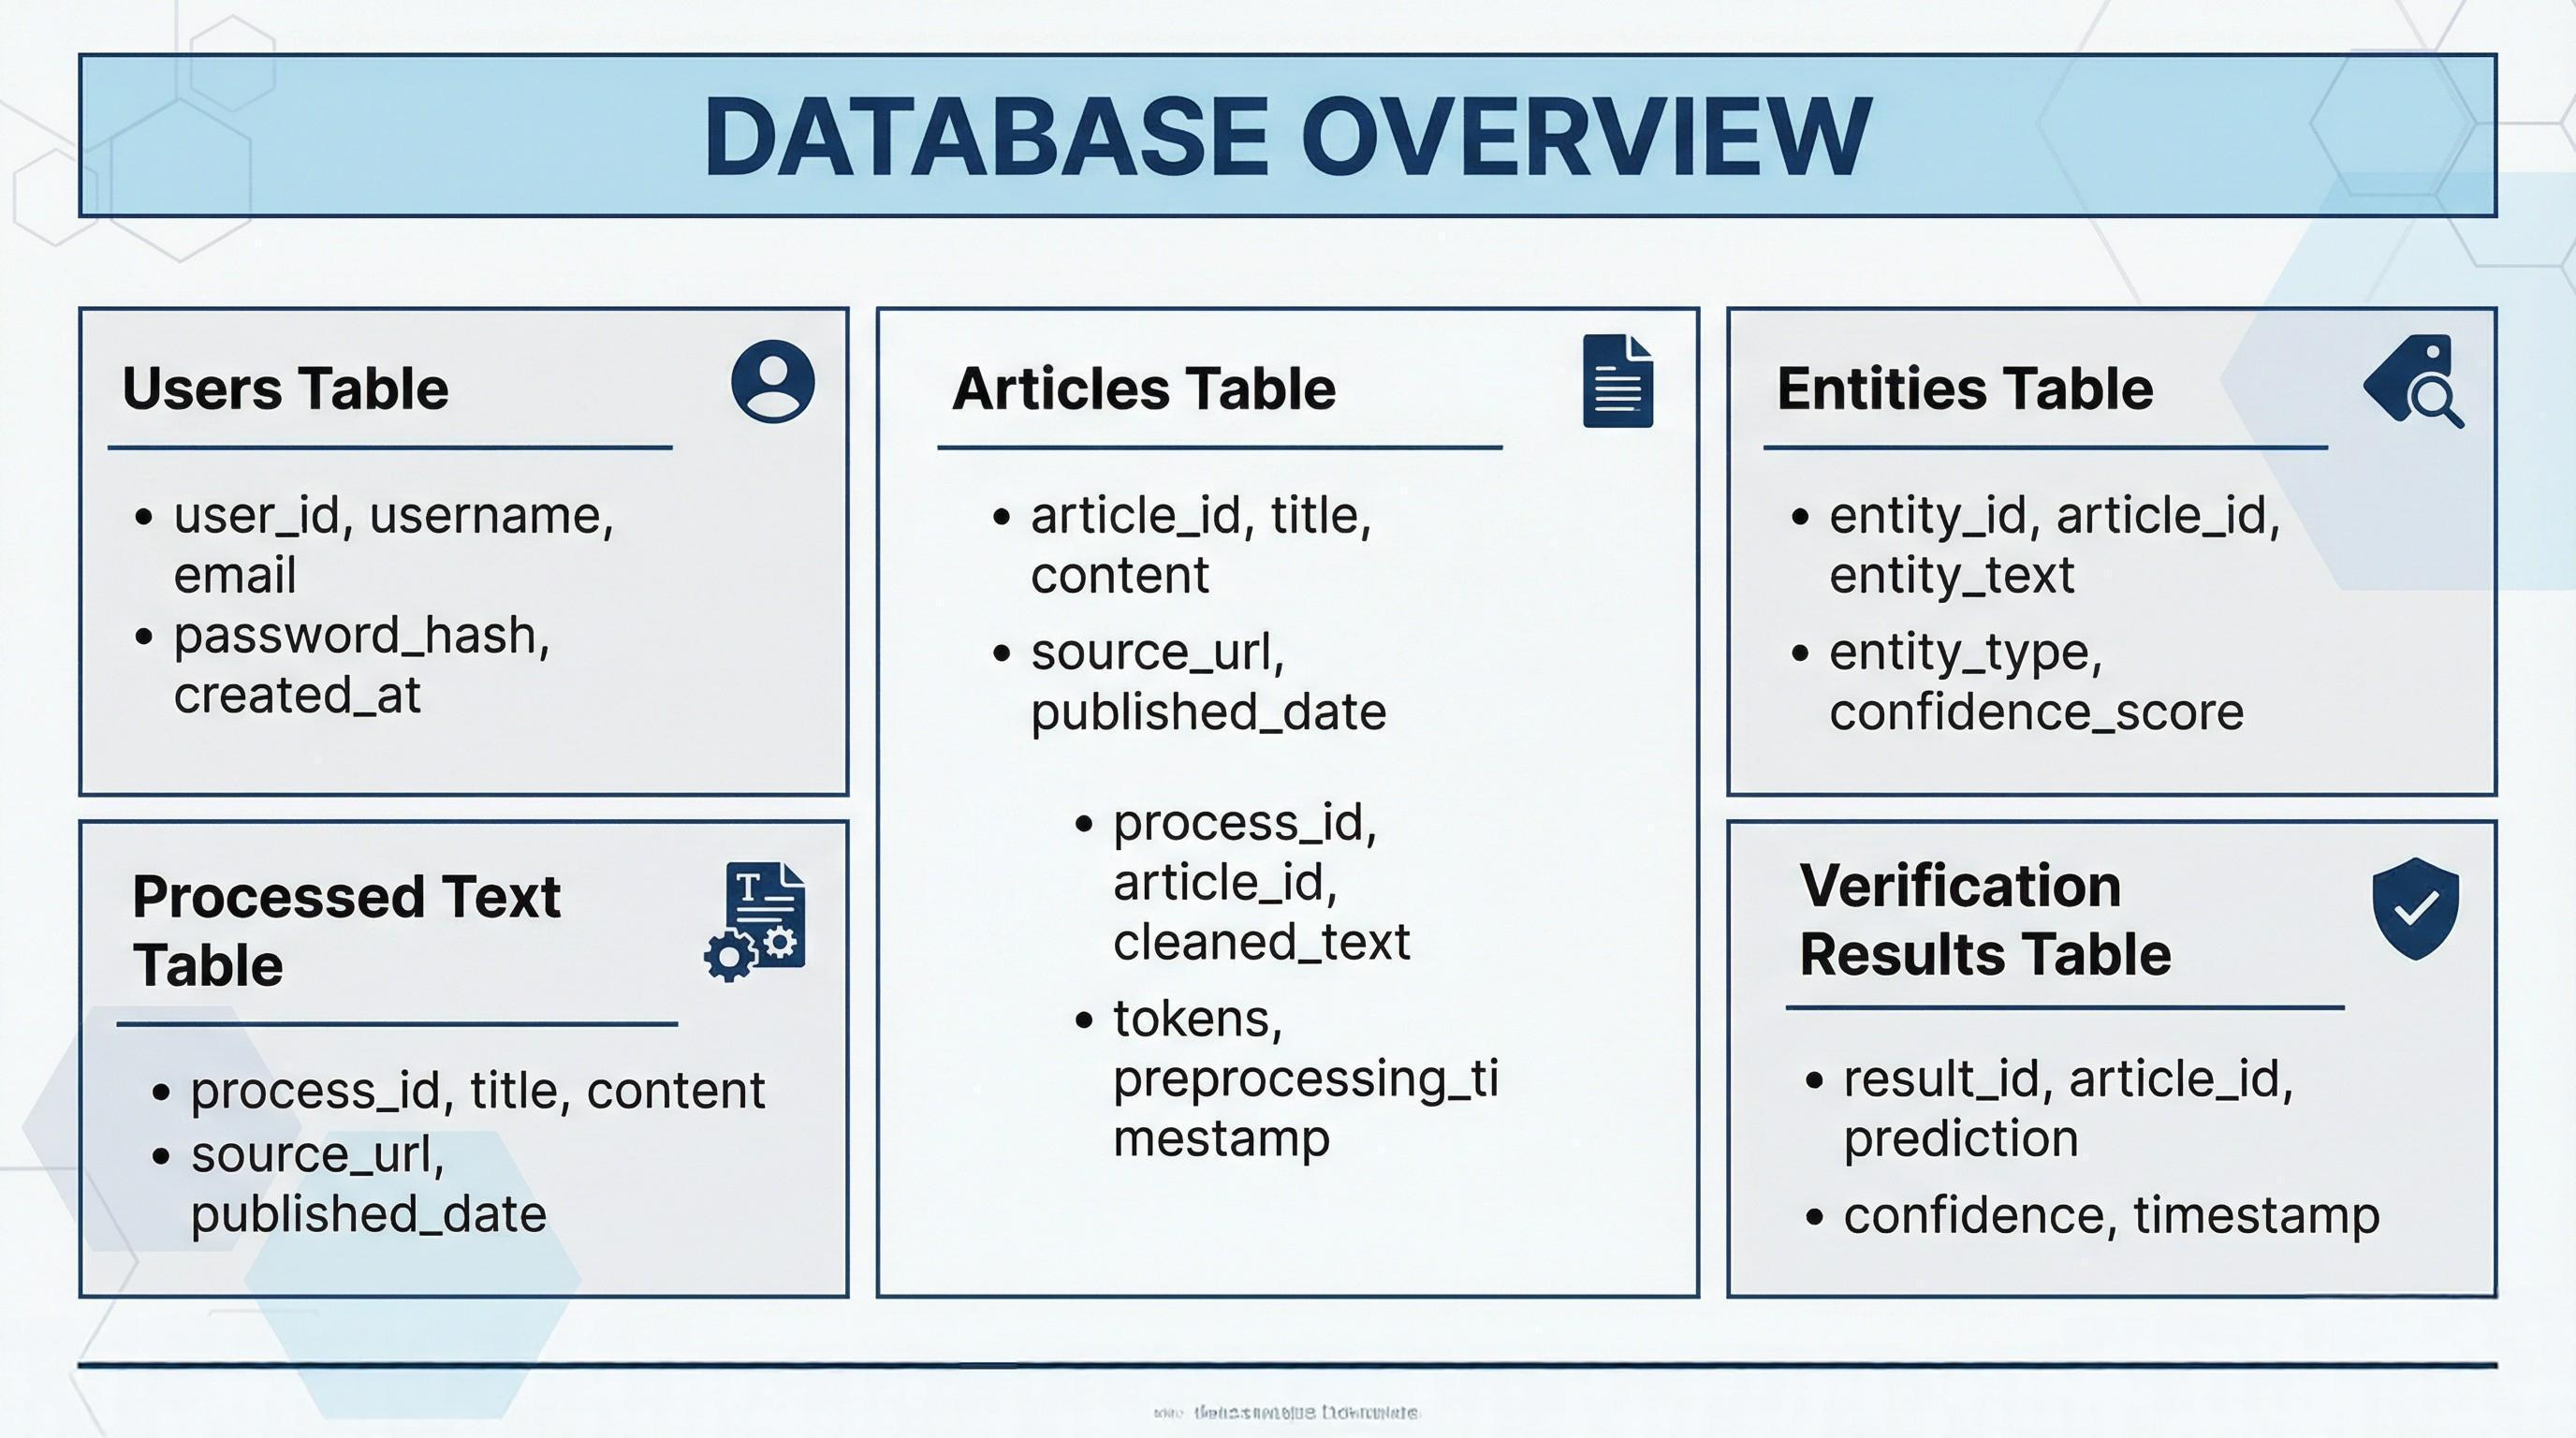 DATABASE OVERVIEW
Users Table
• user_id, username,
email
• password_hash,
created_at
Processed Text
Table
• process_id, title, content
• source_url,
published_date
Articles Table
• article_id, title,
content
• source_url,
published_date
• process_id,
article_id,
cleaned_text
• tokens,
preprocessing_ti
mestamp
Entities Table
• entity_id, article_id,
entity_text
• entity_type,
confidence_score
Verification
Results Table
• result_id, article_id,
prediction
• confidence, timestamp